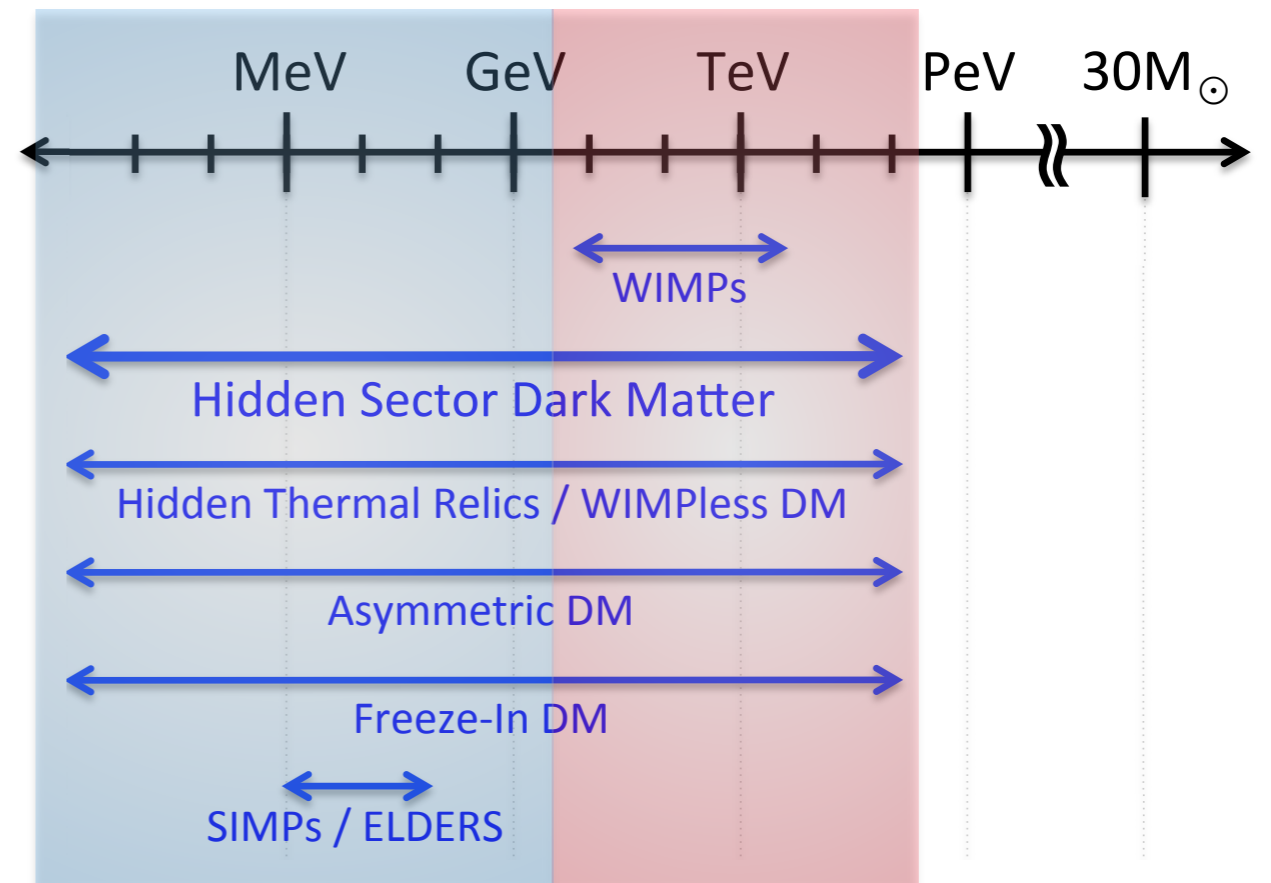 MeV GeV TeV PeV 30M☉
WIMPs
Hidden Sector Dark Matter
Hidden Thermal Relics / WIMPless DM
Asymmetric DM
Freeze-In DM
SIMPs / ELDERS